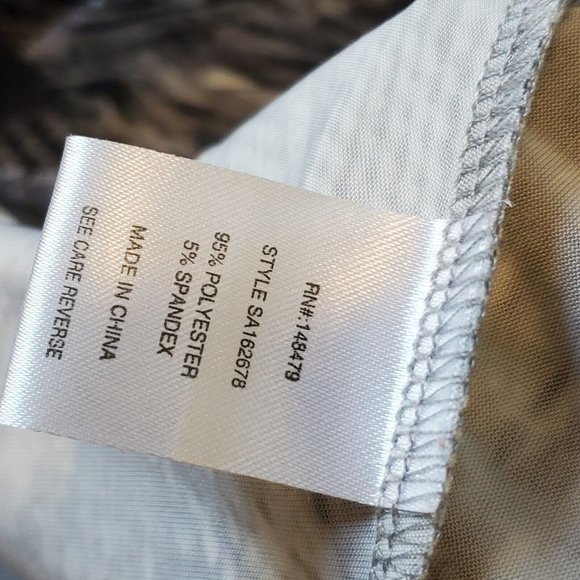 RN#:148479
STYLE SA162678
95% POLYESTER
5% SPANDEX
MADE IN CHINA
SEE CARE REVERSE